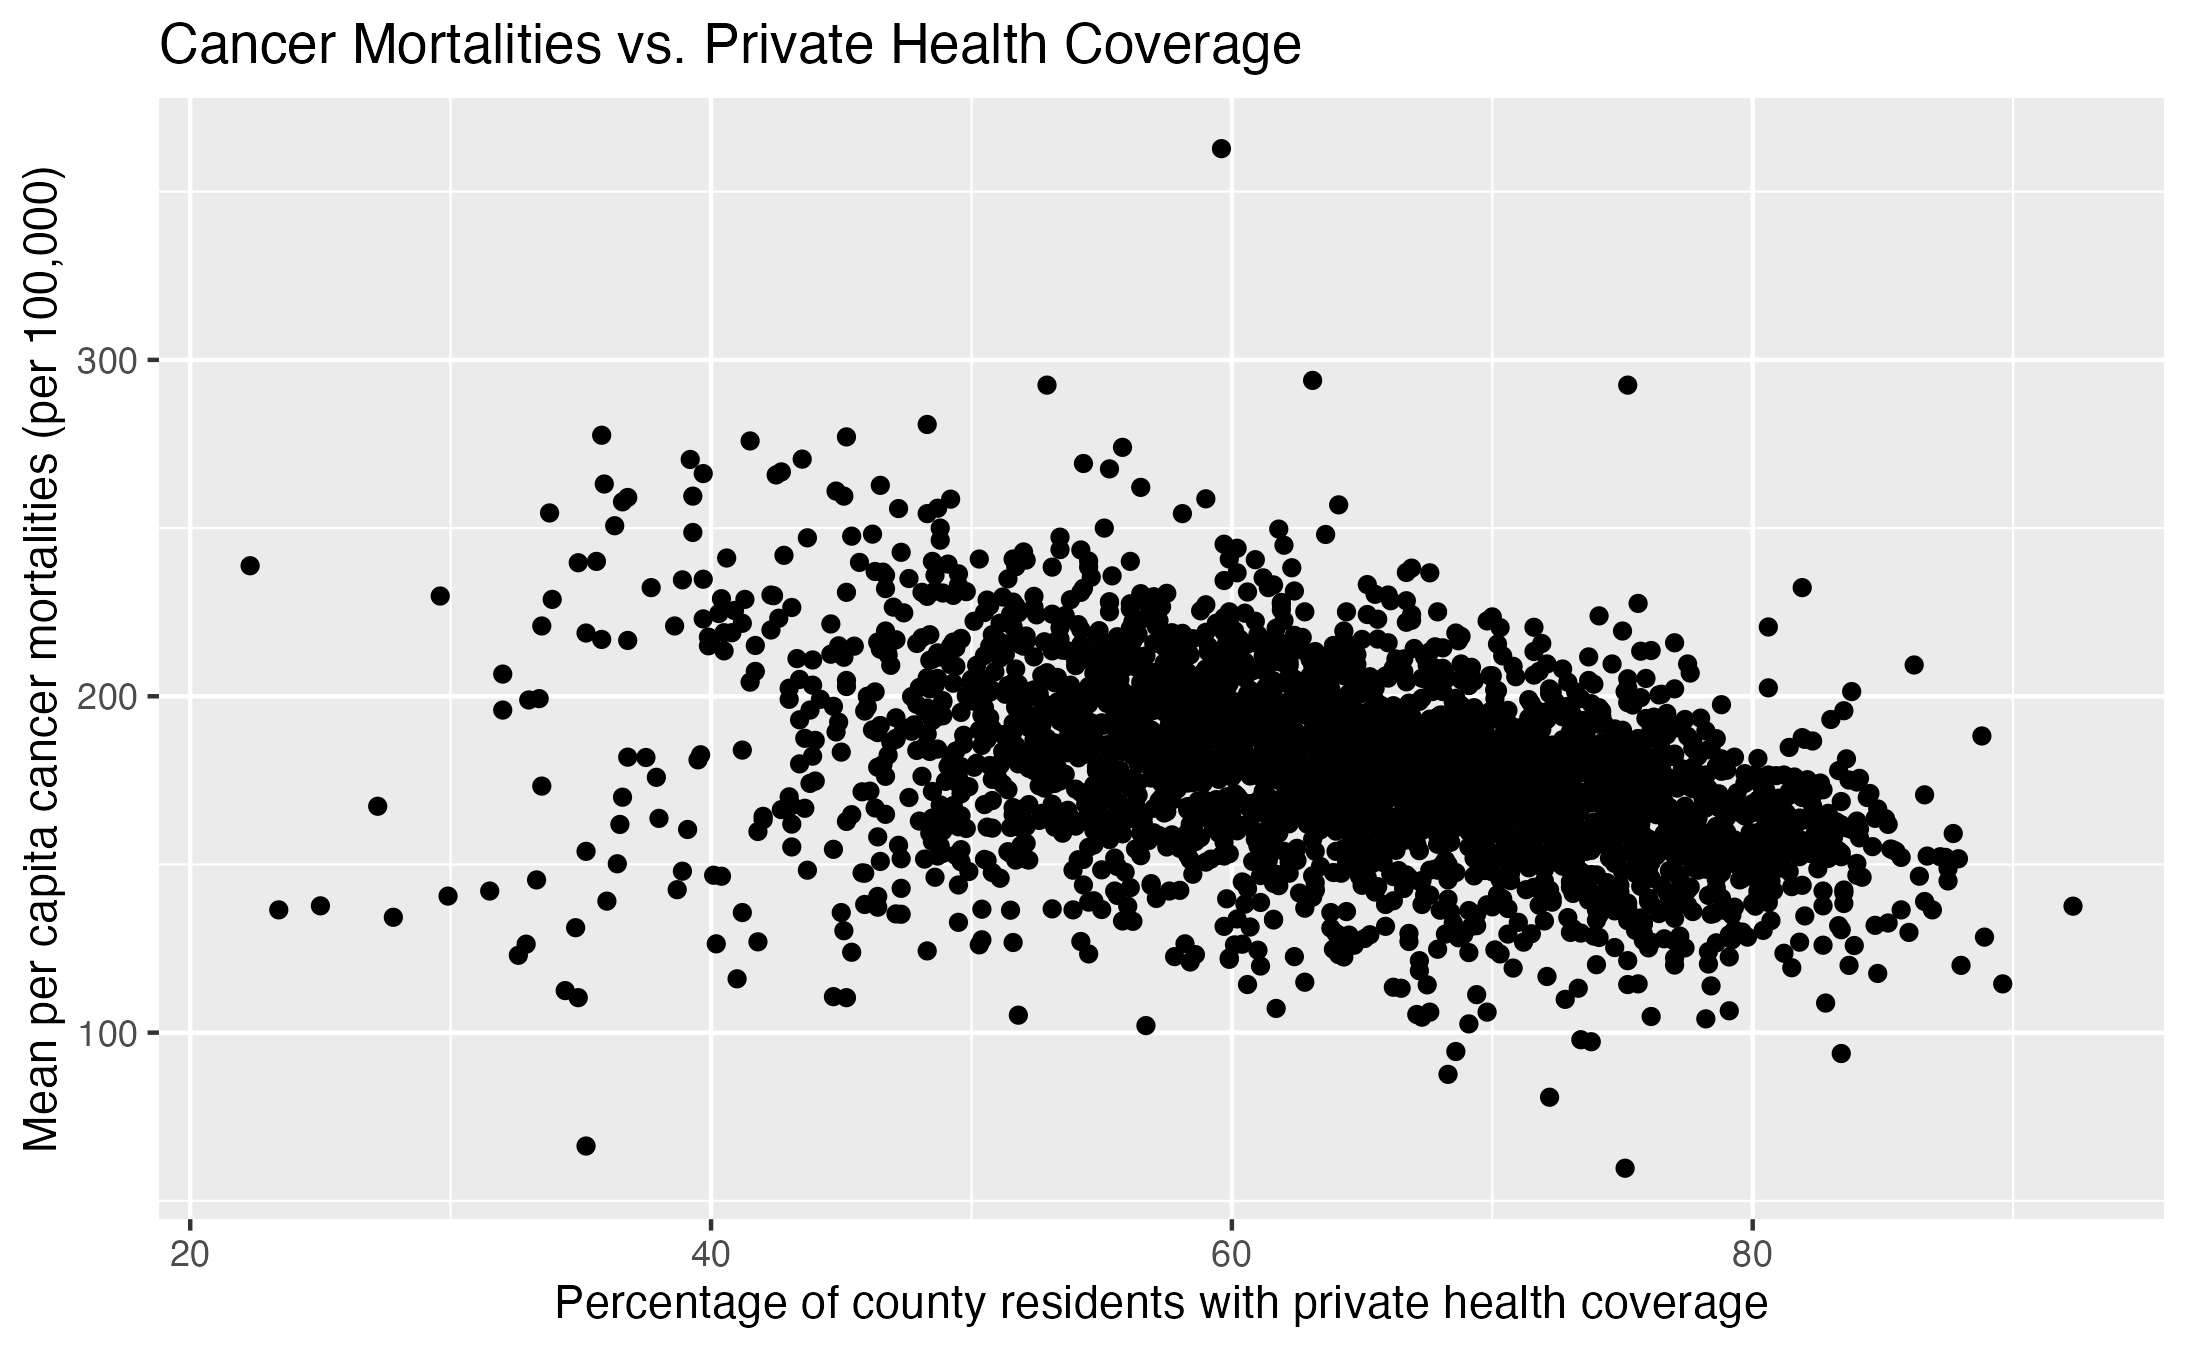 Cancer Mortalities vs. Private Health Coverage
Mean per capita cancer mortalities (per 100,000)
300
200
100
20
40
60
80
Percentage of county residents with private health coverage